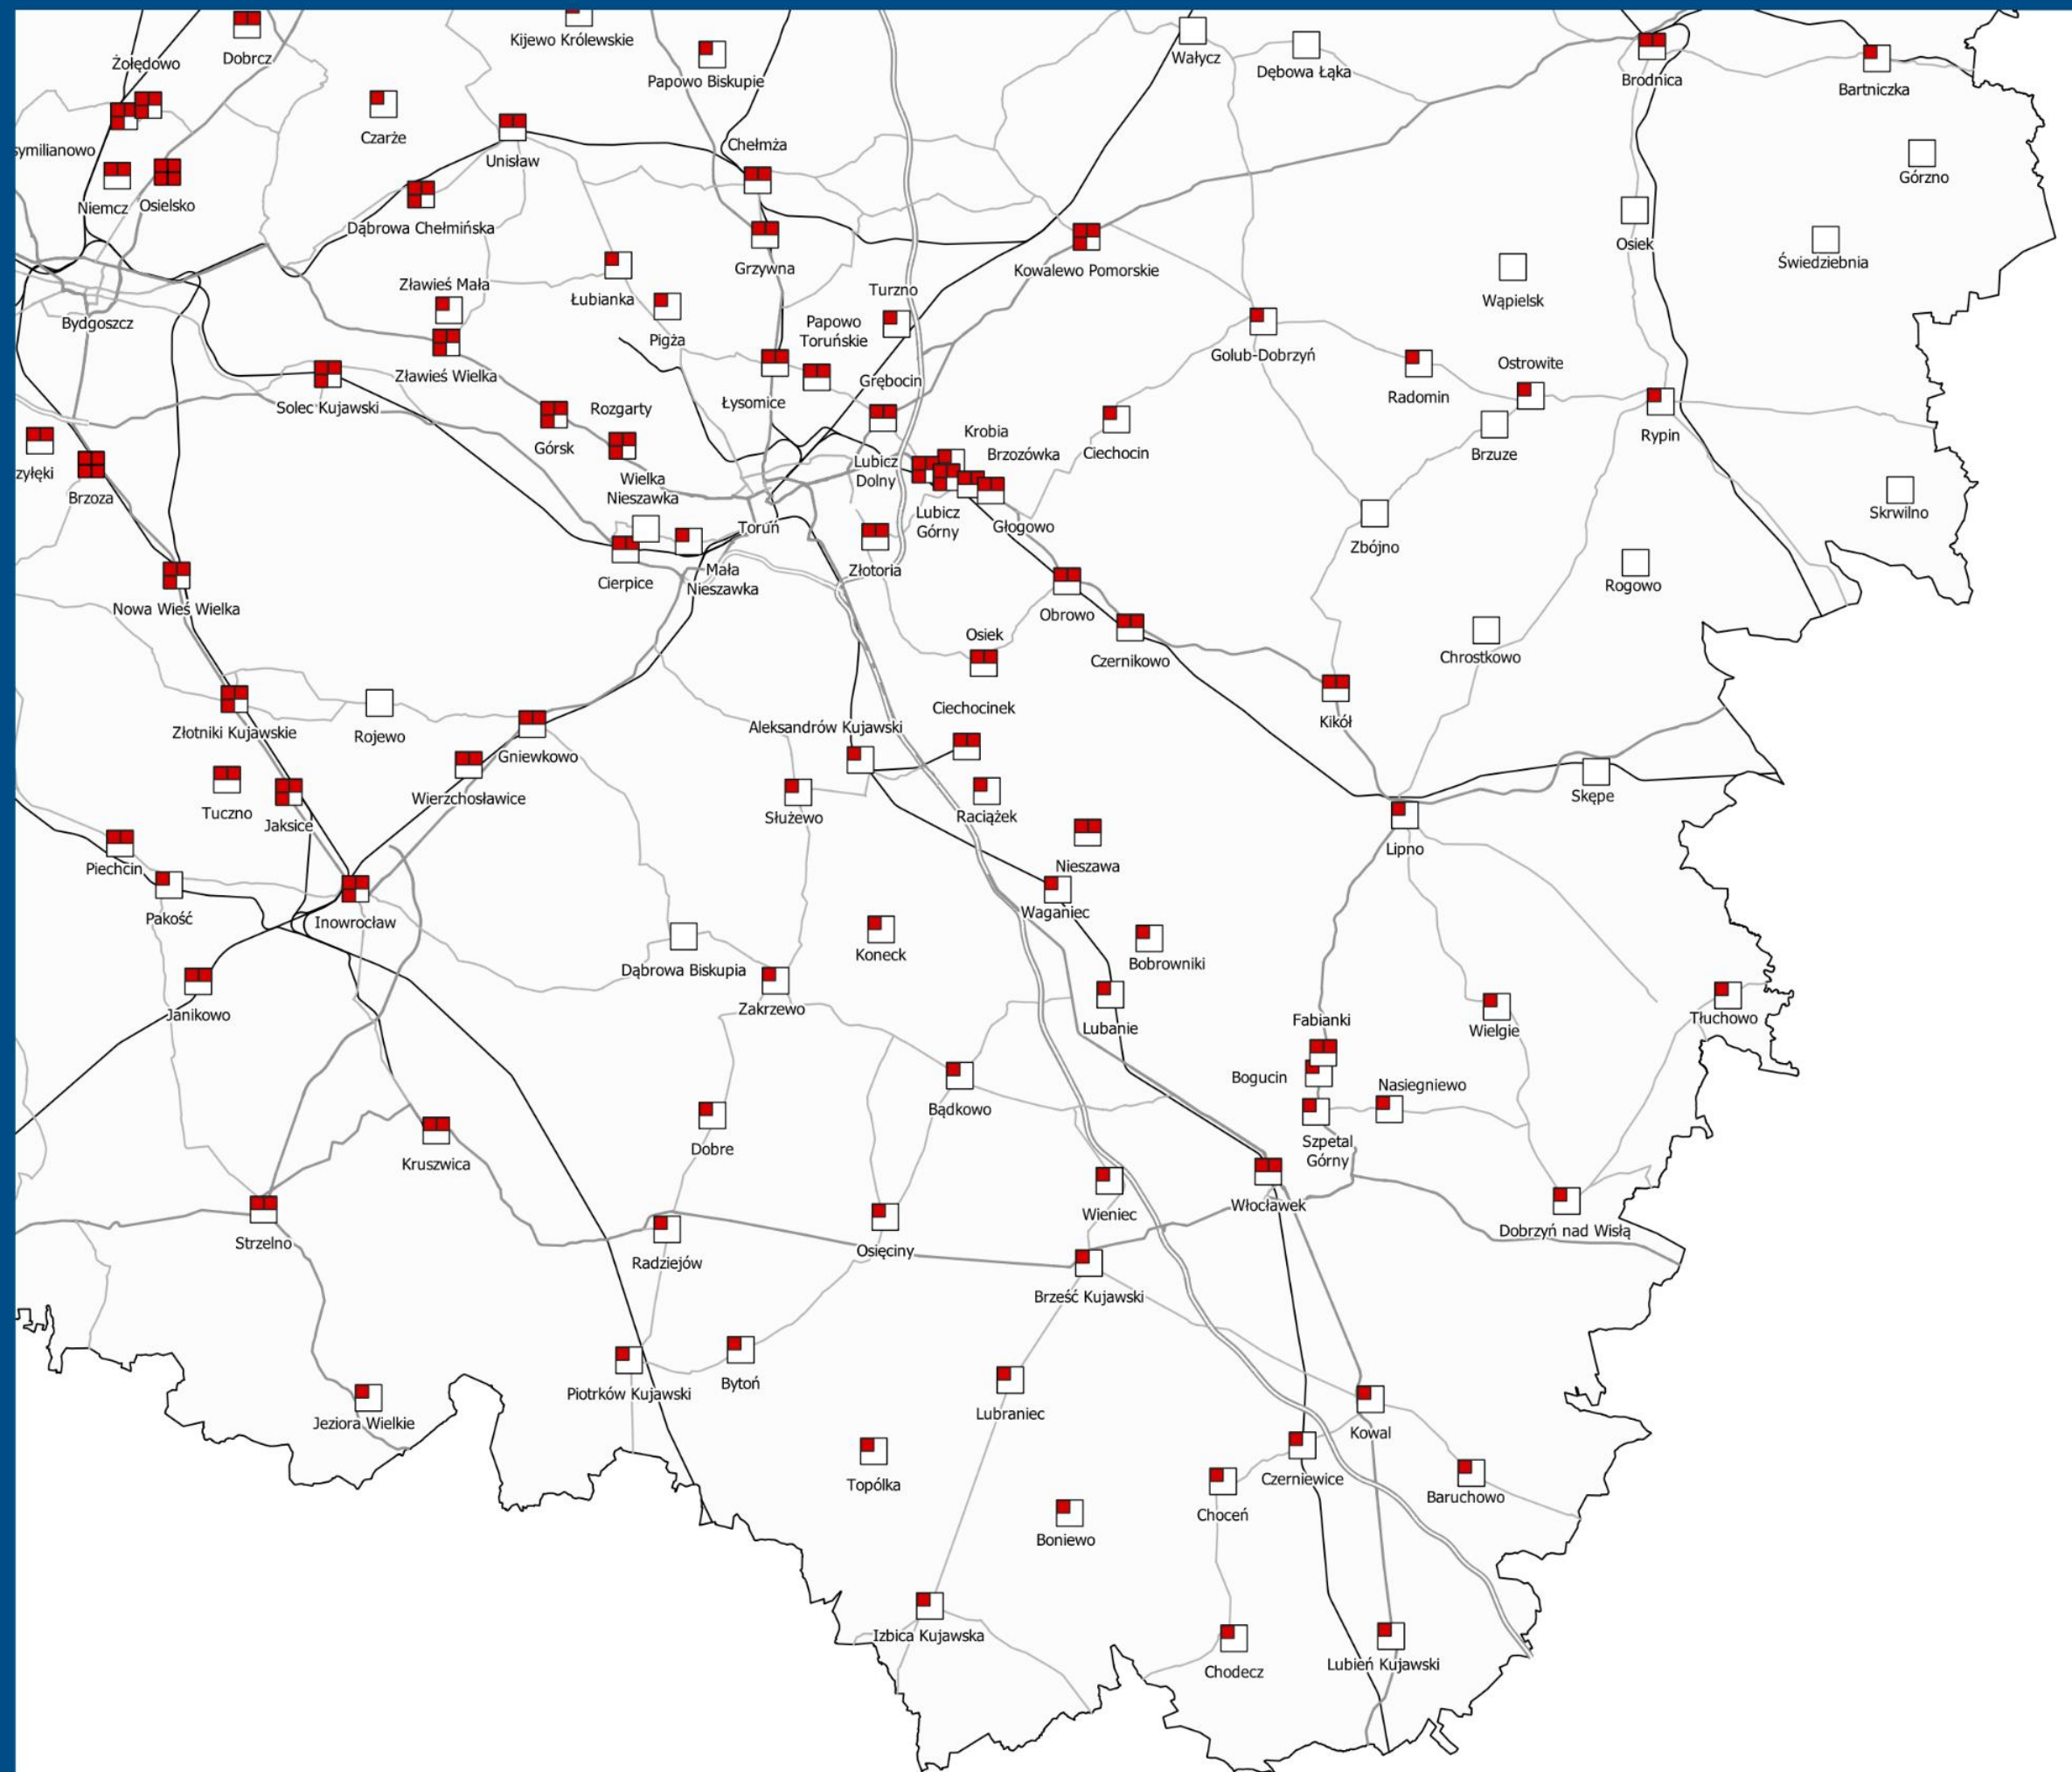 Kijewo Królewskie
Dobrcz
Żołędowo
Papowo Biskupie
Wałycz
Dębowa Łąka
Brodnica
Bartniczka
Czarże
symilianowo
Unisław
Chełmża
Górzno
Niemcz
Osielsko
Dąbrowa Chełmińska
Osiek
Świedziebnia
Grzywna
Kowalewo Pomorskie
Zławieś Mała
Łubianka
Turzno
Wąpielsk
Bydgoszcz
Pigża
Papowo
Toruńskie
Golub-Dobrzyń
Ostrowite
Zławieś Wielka
Grębocin
Radomin
Solec Kujawski
Rozgarty
Łysomice
Krobia
Rypin
Górsk
Brzozówka
Ciechocin
Brzuze
zyłęki
Lubicz
Dolny
Wielka
Nieszawka
Brzoza
Lubicz
Górny
Głogowo
Skrwilno
Toruń
Zbójno
Cierpice
Mała
Nieszawka
Złotoria
Rogowo
Nowa Wieś Wielka
Obrowo
Osiek
Czernikowo
Chrostkowo
Ciechocinek
Kikół
Złotniki Kujawskie
Rojewo
Aleksandrów Kujawski
Gniewkowo
Wierzchosławice
Skępe
Tuczno
Jaksice
Służewo
Raciążek
Lipno
Piechcin
Nieszawa
Pakość
Inowrocław
Waganiec
Koneck
Bobrowniki
Dąbrowa Biskupia
Janikowo
Zakrzewo
Lubanie
Fabianki
Wielgie
Tłuchowo
Bogucin
Nasiegniewo
Bądkowo
Dobre
Szpetal
Górny
Kruszwica
Włocławek
Wieniec
Dobrzyń nad Wisłą
Strzelno
Osięciny
Radziejów
Brześć Kujawski
Bytoń
Piotrków Kujawski
Lubraniec
Jeziora Wielkie
Kowal
Topólka
Czerniewice
Baruchowo
Choceń
Boniewo
Izbica Kujawska
Chodecz
Lubień Kujawski